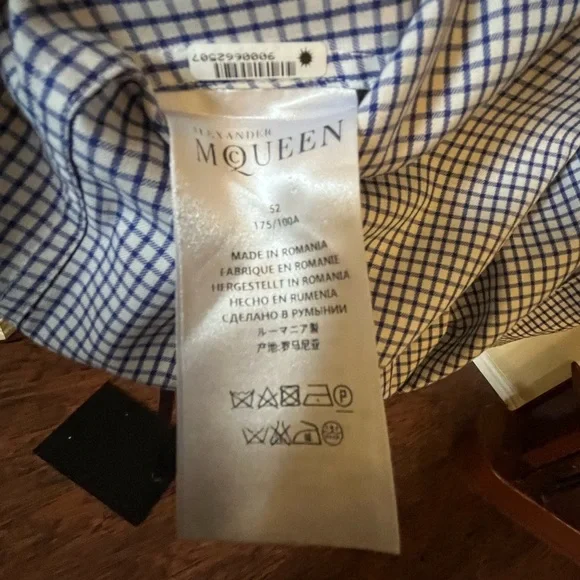 9000662507
ALEXANDER
MCQUEEN
52
175/100A
MADE IN ROMANIA
FABRIQUE EN ROMANIE
HERGESTELLT IN ROMANIA
HECHO EN RUMENIA
СДЕЛАНО В РУМЫНИИ
ルーマニア製
产地:罗马尼亚
P